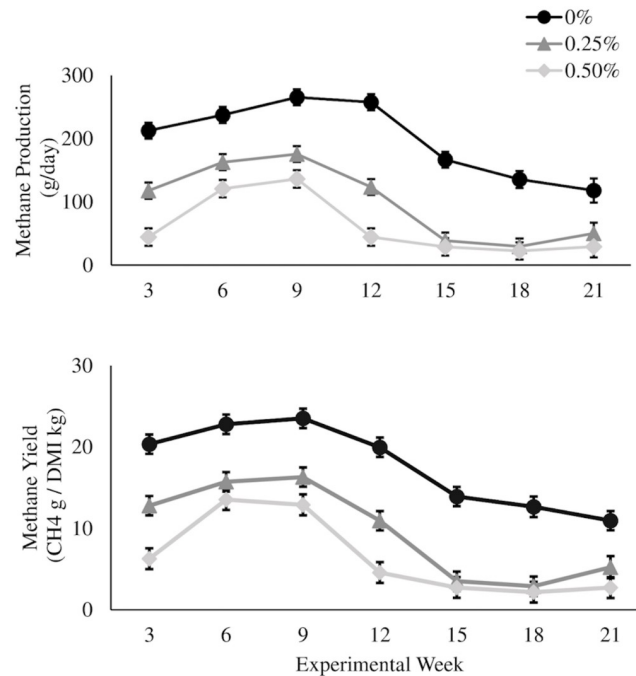 0%
0.25%
0.50%
Methane Production
(g/day)
300
200
100
0
3 6 9 12 15 18 21
Methane Yield
(CH4 g / DMI kg)
30
20
10
0
3 6 9 12 15 18 21
Experimental Week